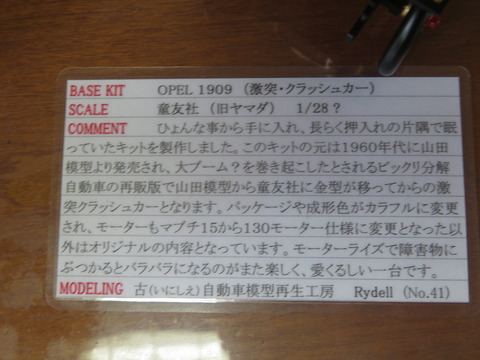 BASE KIT OPEL 1909 (激突・クラッシュカー)
SCALE 童友社 (旧ヤマダ) 1/28?
COMMENT ひょんな事から手に入れ、長らく押入れの片隅で眠
っていたキットを製作しました。このキットの元は1960年代に山田
模型より発売され、大ブーム?を巻き起こしたとされるビックリ分解
自動車の再販版で山田模型から童友社に金型が移ってからの激
突クラッシュカーとなります。パッケージや成形色がカラフルに変更
され、モーターもマブチ15から130モーター仕様に変更となった以
外はオリジナルの内容となっています。モーターライズで障害物に
ぶつかるとバラバラになるのがまた楽しく、愛くるしい一台です。
MODELING 古(いにしえ)自動車模型再生工房 Rydell (No.41)